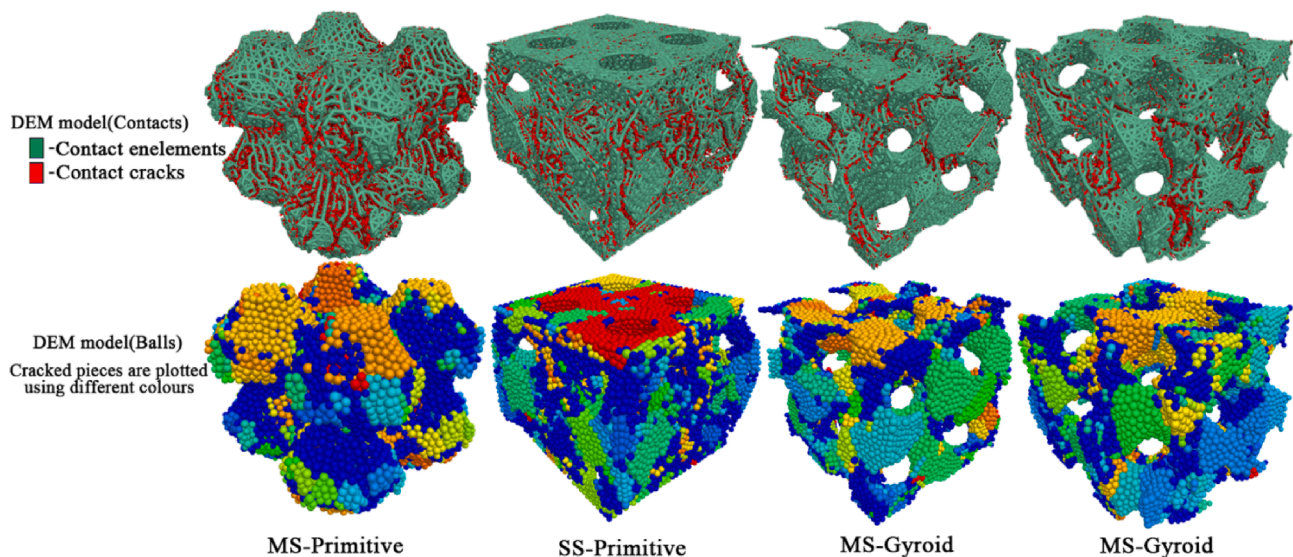 DEM model(Contacts)
-Contact enelements
-Contact cracks
DEM model(Balls)
Cracked pieces are plotted
using different colours
MS-Primitive
SS-Primitive
MS-Gyroid
MS-Gyroid